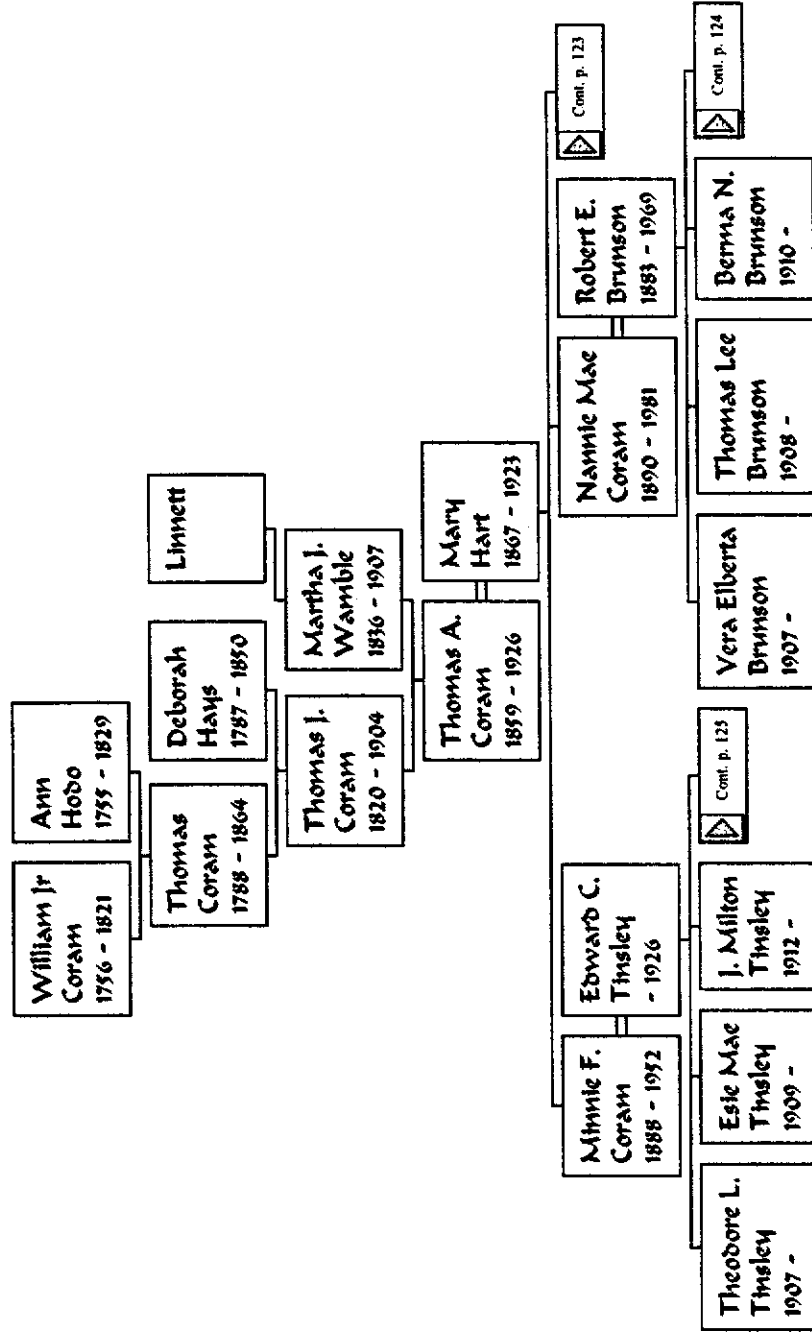 William Jr
Coram
1756 - 1821
Ann
Hobo
1755 - 1829
Thomas
Coram
1788 - 1864
Deborah
Hays
1787 - 1850
Linnett
Thomas J.
Coram
1820 - 1904
Martha J.
Wamble
1836 - 1907
Thomas A.
Coram
1859 - 1926
Mary
Hart
1867 - 1923
Minnie F.
Coram
1888 - 1952
Edward C.
Tinsley
- 1926
Nannie Mae
Coram
1890 - 1981
Robert E.
Brunson
1883 - 1969
Cont. p. 123
Theodore L.
Tinsley
1907 -
Esie Mae
Tinsley
1909 -
J. Milton
Tinsley
1912 -
Cont. p. 125
Vera Elberta
Brunson
1907 -
Thomas Lee
Brunson
1908 -
Berma N.
Brunson
1910 -
Cont. p. 124